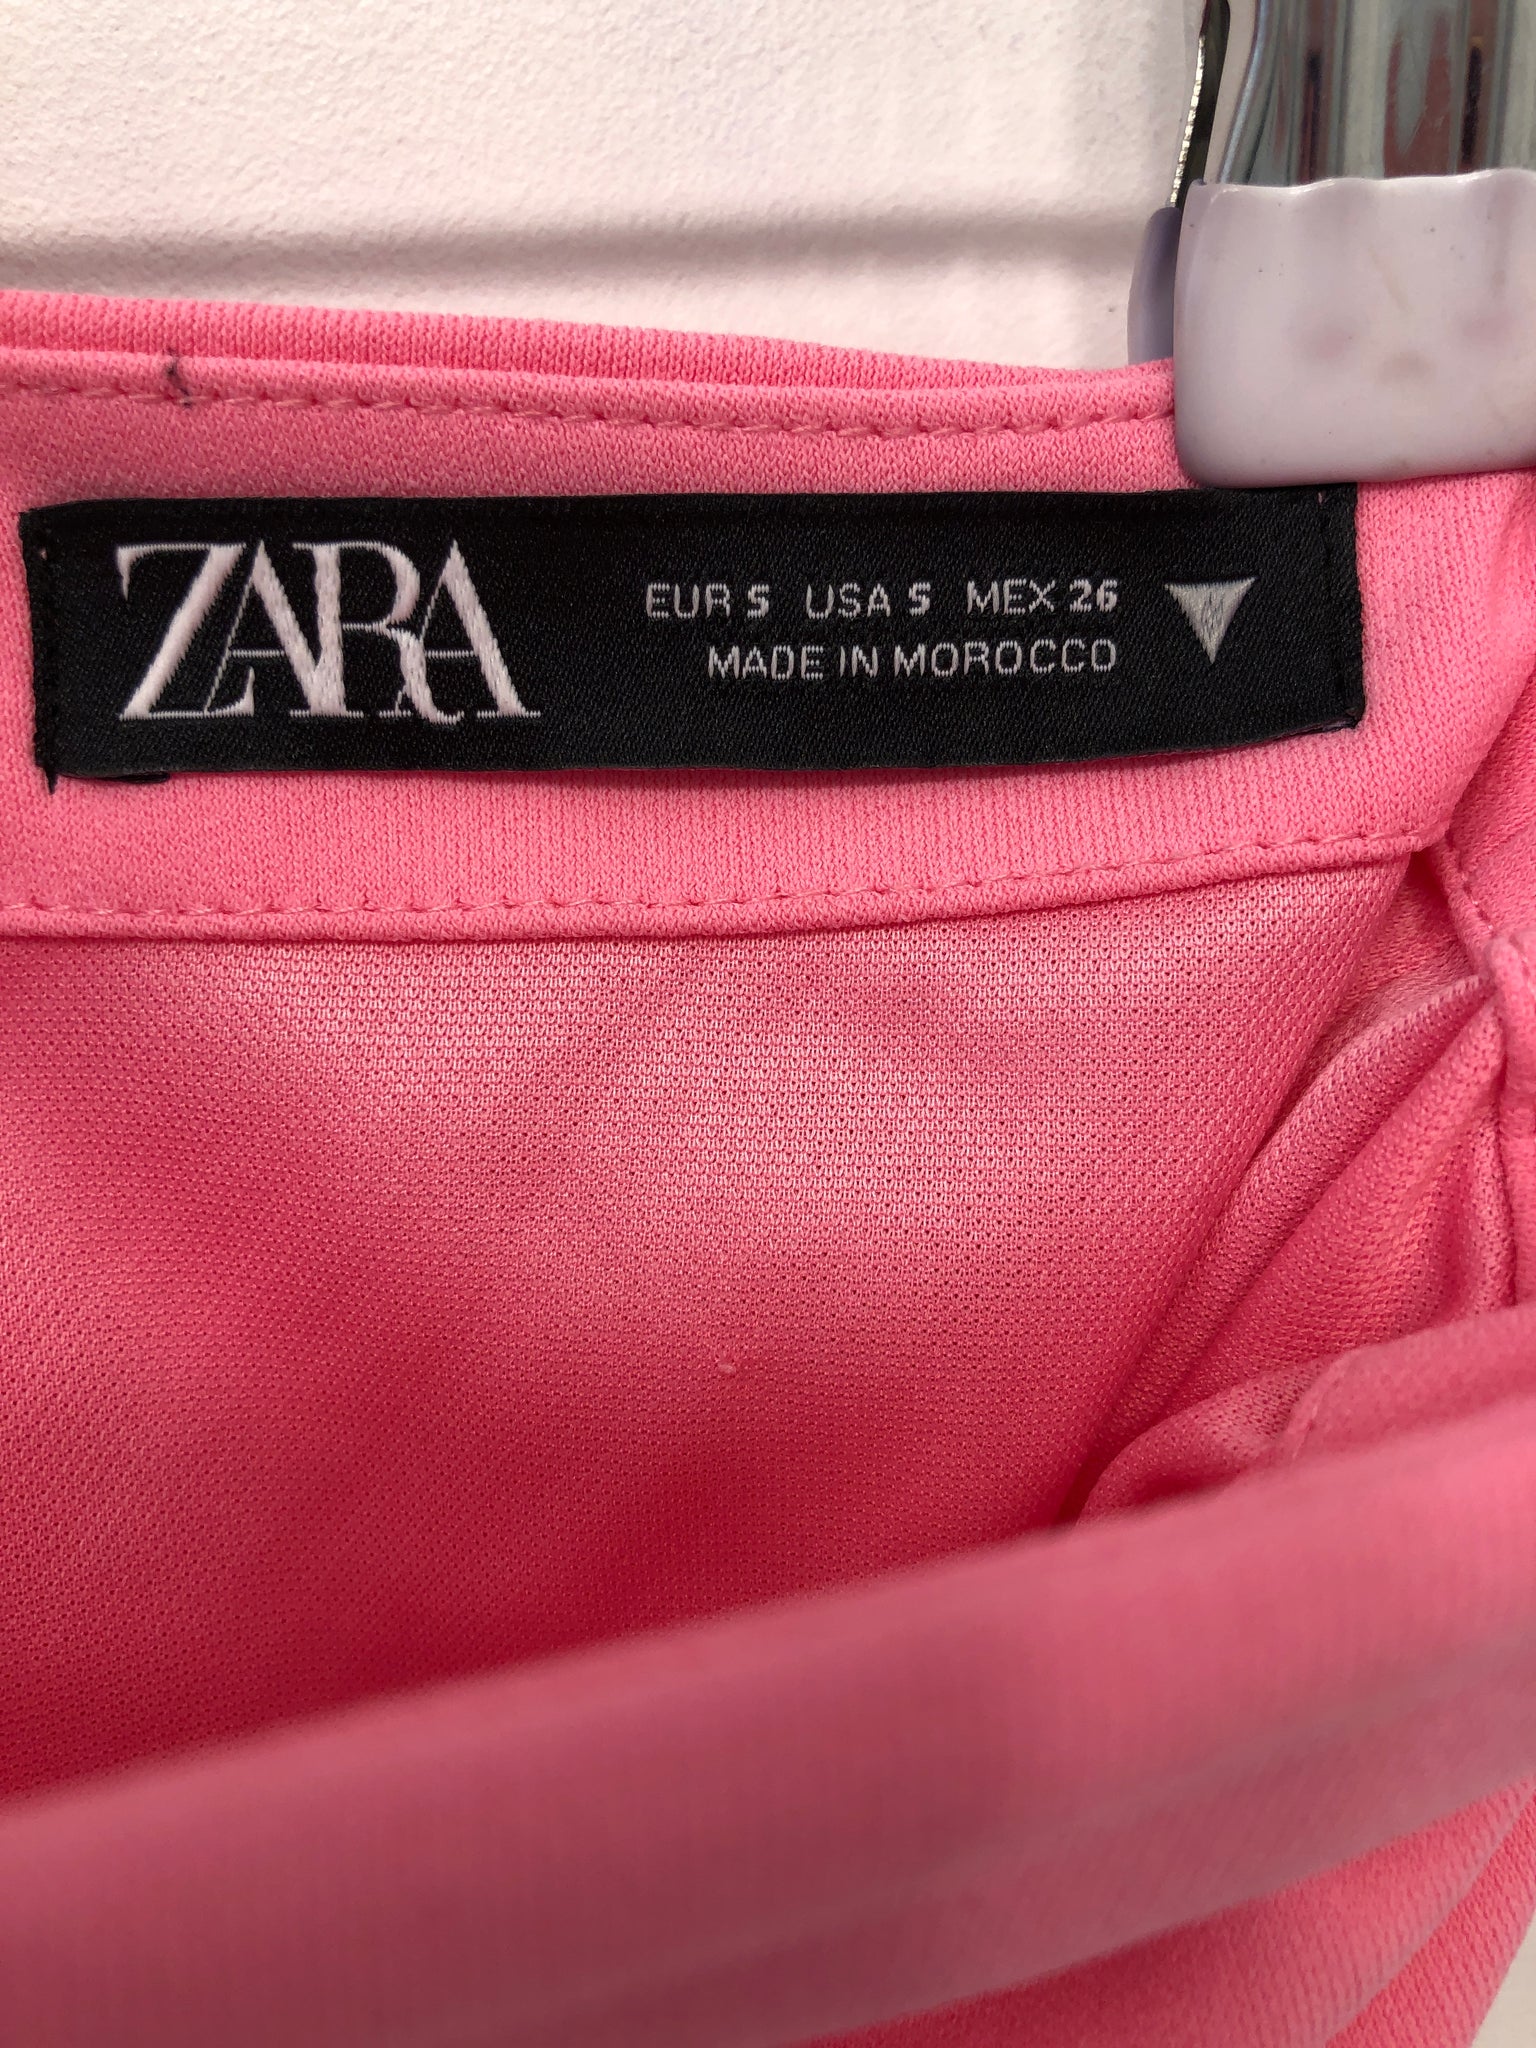 ZARA
EUR S USA S MEX 26
MADE IN MOROCCO